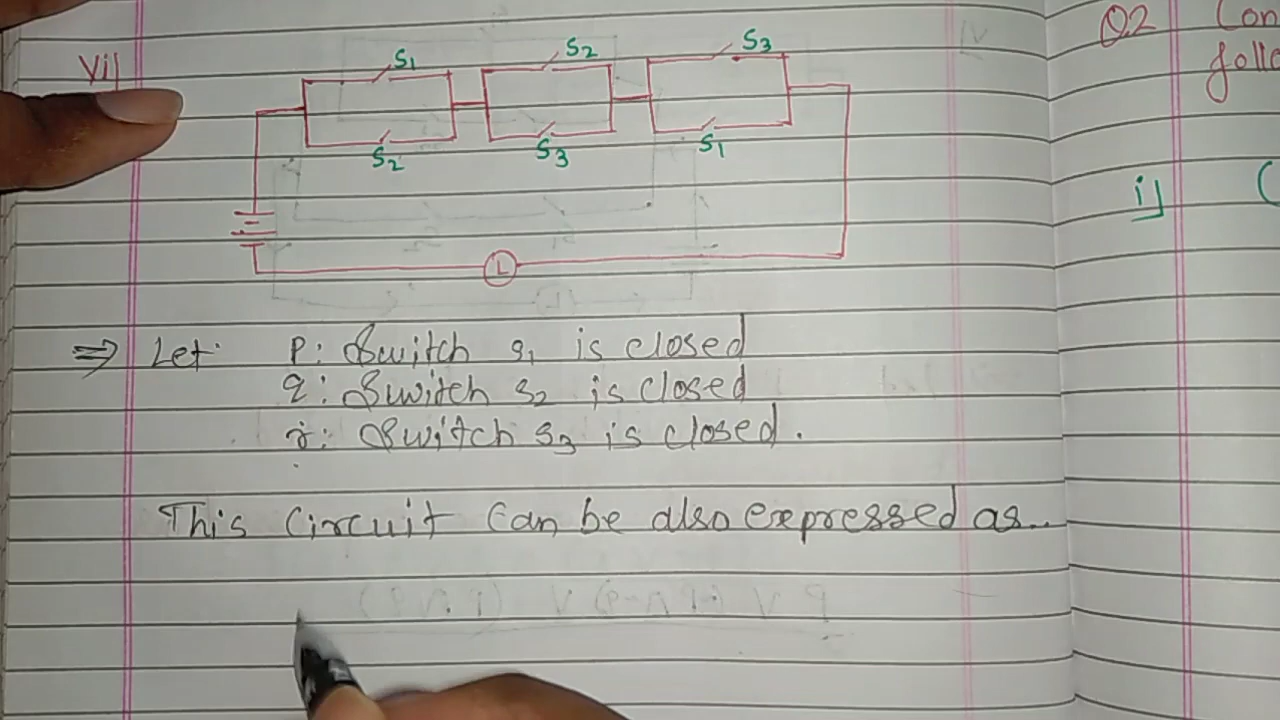 vii)
S1 S2 S3
S2 S3 S1
L
⇒ Let: p: Switch s1 is closed
q: Switch s2 is closed
r: Switch s3 is closed.
This circuit can be also expressed as..
Q.2
i)